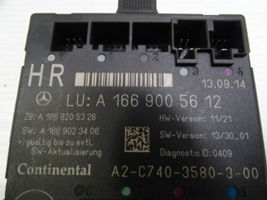 HR
13.09.14
LU: A 166 900 56 12
ZB: A 166 820 53 26
HW-Version: 11/21
SW: A 166 902 34 06
SW-Version: 13/30_01
+) gueltig bis zu evtl.
SW-Aktualisierung
Diagnostic ID: 0409
Continental
A2-C740-3580-3-00